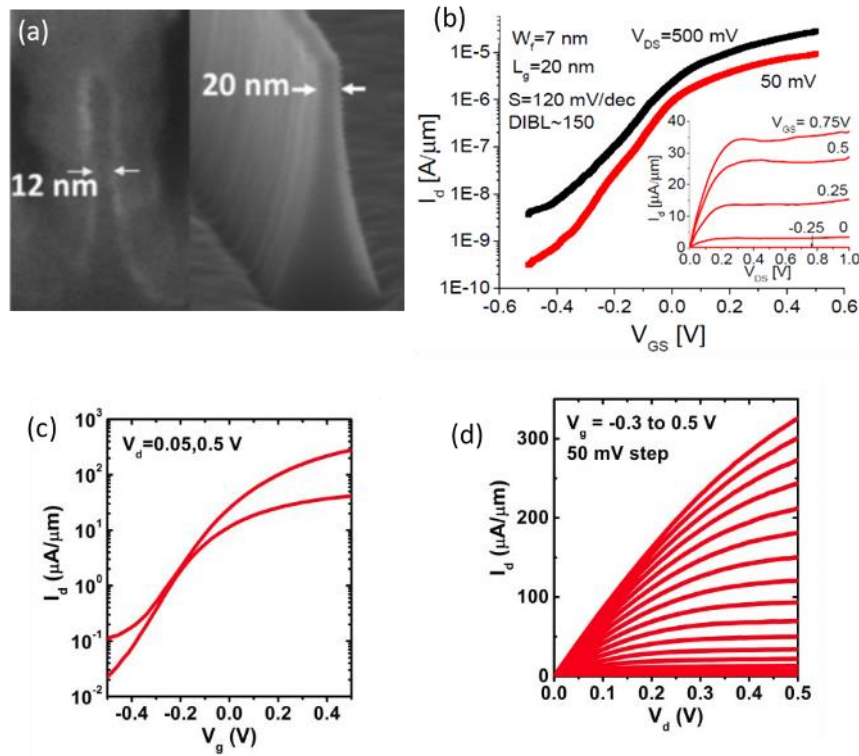 (a)
12 nm
20 nm
(b)
W_f=7 nm
L_g=20 nm
S=120 mV/dec
DIBL~150
V_DS=500 mV
50 mV
I_d [A/μm]
1E-5
1E-6
1E-7
1E-8
1E-9
1E-10
-0.6 -0.4 -0.2 0.0 0.2 0.4 0.6
V_GS [V]
V_GS= 0.75V
0.5
0.25
0
-0.25
I_d [μA/μm]
40
30
20
10
0
0.0 0.2 0.4 0.6 0.8 1.0
V_DS [V]
(c)
V_d=0.05,0.5 V
I_d (μA/μm)
10^3
10^2
10^1
10^0
10^-1
10^-2
-0.4 -0.2 0.0 0.2 0.4
V_g (V)
(d)
V_g = -0.3 to 0.5 V
50 mV step
I_d (μA/μm)
300
250
200
150
100
50
0
0.0 0.1 0.2 0.3 0.4 0.5
V_d (V)